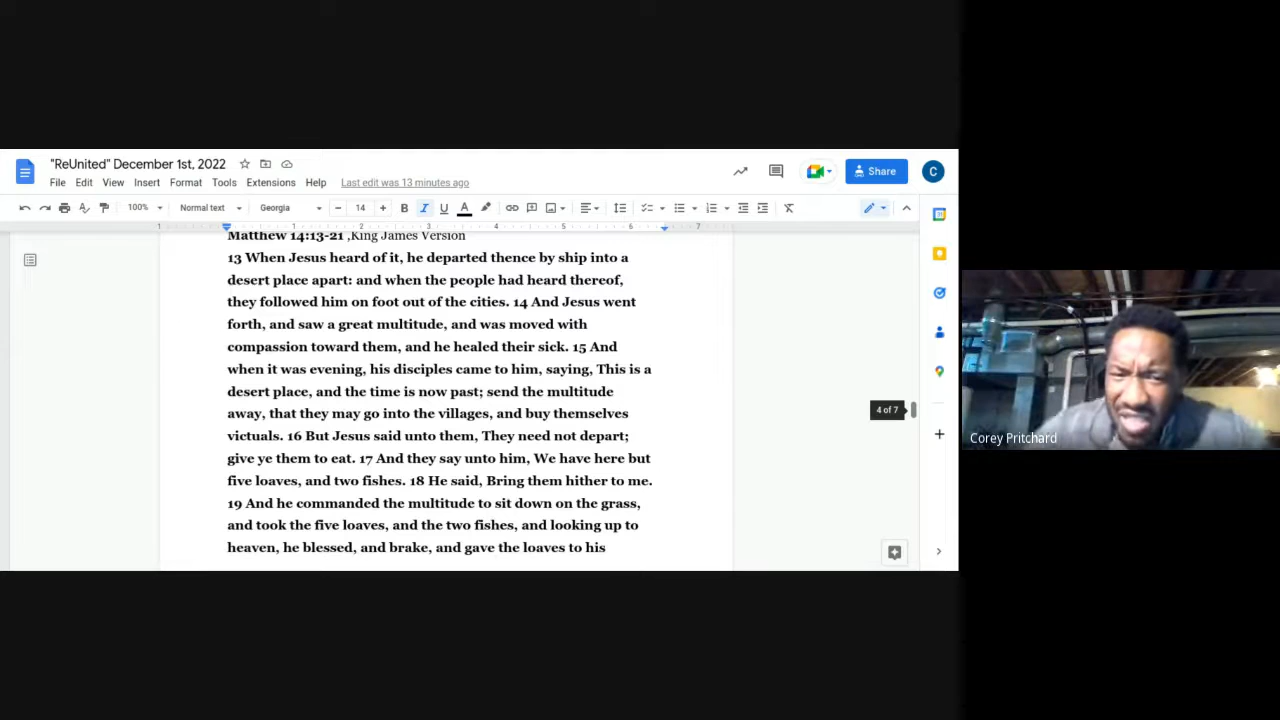 "ReUnited" December 1st, 2022
File Edit View Insert Format Tools Extensions Help Last edit was 13 minutes ago
Share
C
100% Normal text Georgia − 14 + B I U A
1 1 2 3 4 5 6 7
Matthew 14:13-21 ,King James Version
13 When Jesus heard of it, he departed thence by ship into a
desert place apart: and when the people had heard thereof,
they followed him on foot out of the cities. 14 And Jesus went
forth, and saw a great multitude, and was moved with
compassion toward them, and he healed their sick. 15 And
when it was evening, his disciples came to him, saying, This is a
desert place, and the time is now past; send the multitude
away, that they may go into the villages, and buy themselves
victuals. 16 But Jesus said unto them, They need not depart;
give ye them to eat. 17 And they say unto him, We have here but
five loaves, and two fishes. 18 He said, Bring them hither to me.
19 And he commanded the multitude to sit down on the grass,
and took the five loaves, and the two fishes, and looking up to
heaven, he blessed, and brake, and gave the loaves to his
4 of 7
Corey Pritchard